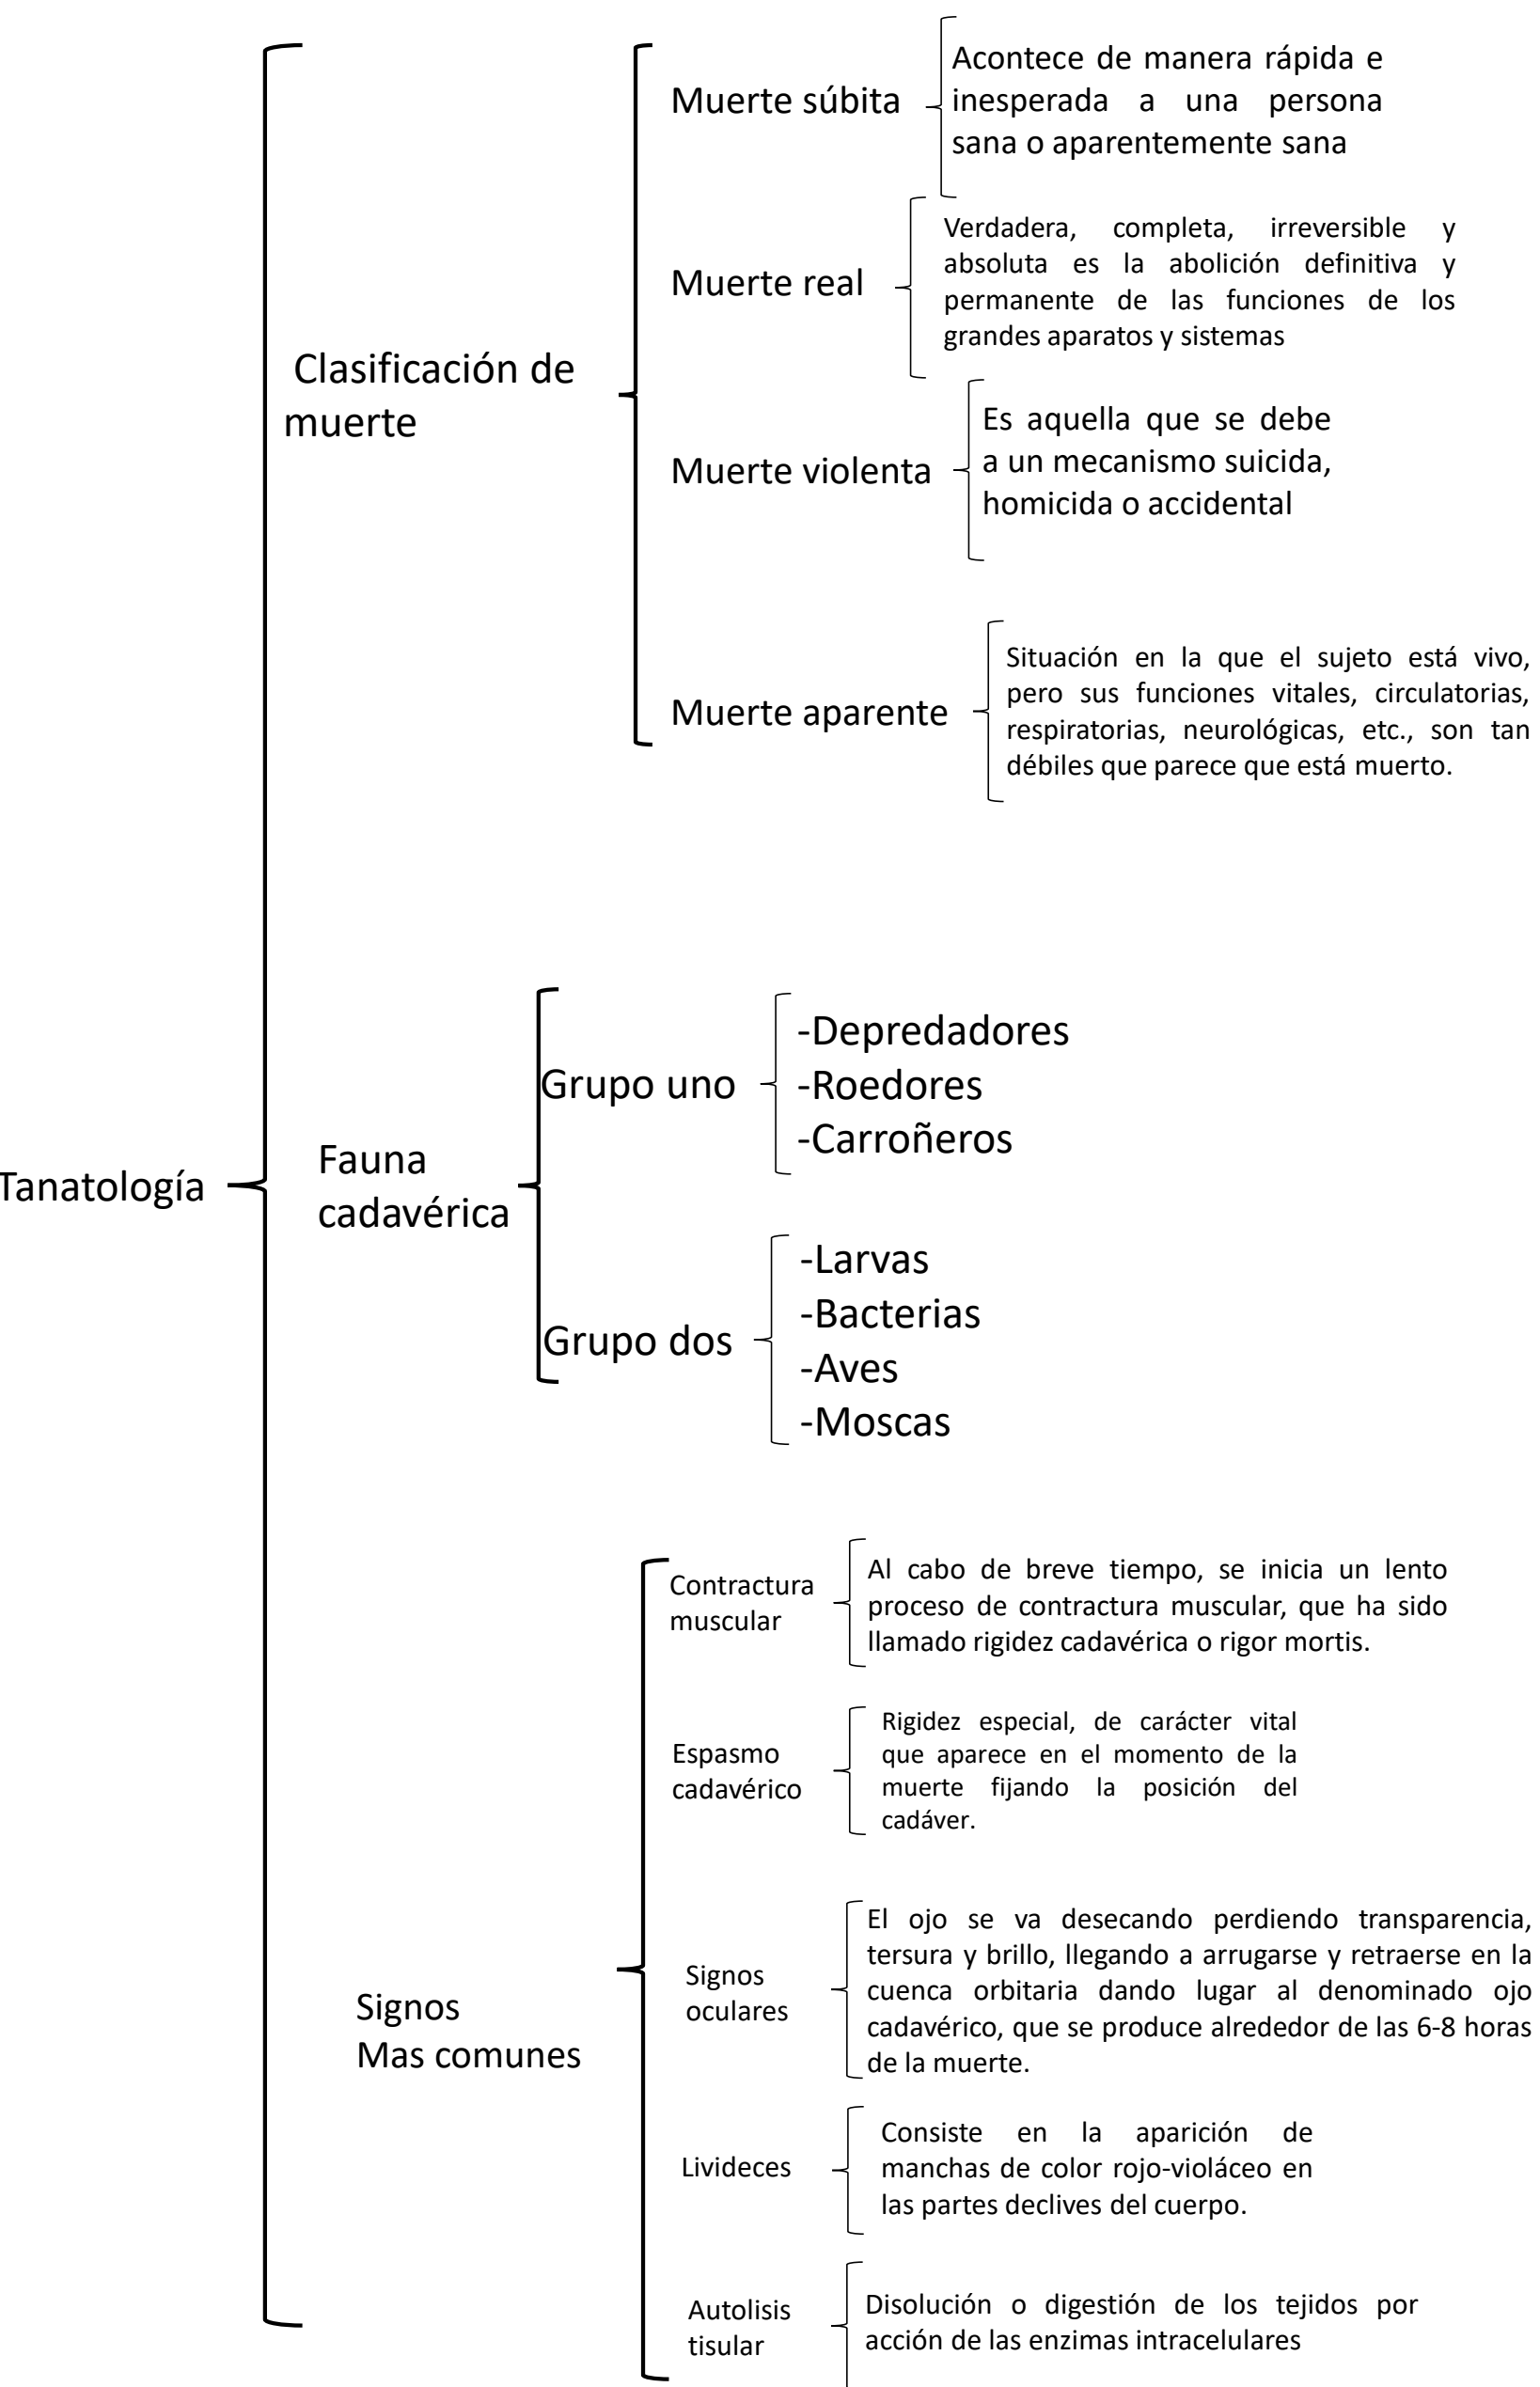 Tanatología
Clasificación de
muerte
Muerte súbita
Acontece de manera rápida e
inesperada a una persona
sana o aparentemente sana
Muerte real
Verdadera, completa, irreversible y
absoluta es la abolición definitiva y
permanente de las funciones de los
grandes aparatos y sistemas
Muerte violenta
Es aquella que se debe
a un mecanismo suicida,
homicida o accidental
Muerte aparente
Situación en la que el sujeto está vivo,
pero sus funciones vitales, circulatorias,
respiratorias, neurológicas, etc., son tan
débiles que parece que está muerto.
Fauna
cadavérica
Grupo uno
-Depredadores
-Roedores
-Carroñeros
Grupo dos
-Larvas
-Bacterias
-Aves
-Moscas
Signos
Mas comunes
Contractura
muscular
Al cabo de breve tiempo, se inicia un lento
proceso de contractura muscular, que ha sido
llamado rigidez cadavérica o rigor mortis.
Espasmo
cadavérico
Rigidez especial, de carácter vital
que aparece en el momento de la
muerte fijando la posición del
cadáver.
Signos
oculares
El ojo se va desecando perdiendo transparencia,
tersura y brillo, llegando a arrugarse y retraerse en la
cuenca orbitaria dando lugar al denominado ojo
cadavérico, que se produce alrededor de las 6-8 horas
de la muerte.
Livideces
Consiste en la aparición de
manchas de color rojo-violáceo en
las partes declives del cuerpo.
Autolisis
tisular
Disolución o digestión de los tejidos por
acción de las enzimas intracelulares